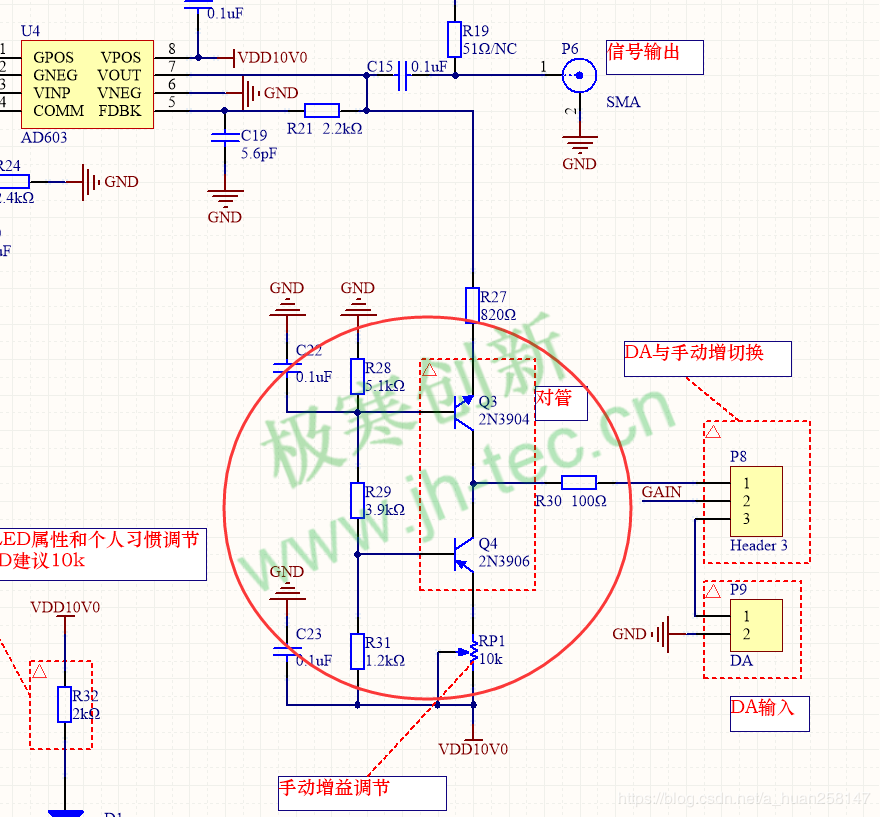 0.1uF
U4
1
2
3
4
GPOS
GNEG
VINP
COMM
VPOS
VOUT
VNEG
FDBK
8
7
6
5
AD603
VDD10V0
GND
C15
0.1uF
R19
51Ω/NC
P6
1
2
信号输出
SMA
GND
R21 2.2kΩ
C19
5.6pF
GND
R24
2.4kΩ
GND
uF
R27
820Ω
GND
GND
C22
0.1uF
R28
5.1kΩ
Q3
2N3904
对管
DA与手动增切换
P8
1
2
3
Header 3
GAIN
R30 100Ω
R29
3.9kΩ
Q4
2N3906
极寒创新
www.jh-tec.cn
LED属性和个人习惯调节
D建议10k
GND
C23
0.1uF
R31
1.2kΩ
RP1
10k
P9
1
2
DA
GND
DA输入
VDD10V0
R32
2kΩ
VDD10V0
手动增益调节
D1
https://blog.csdn.net/a_huan258147